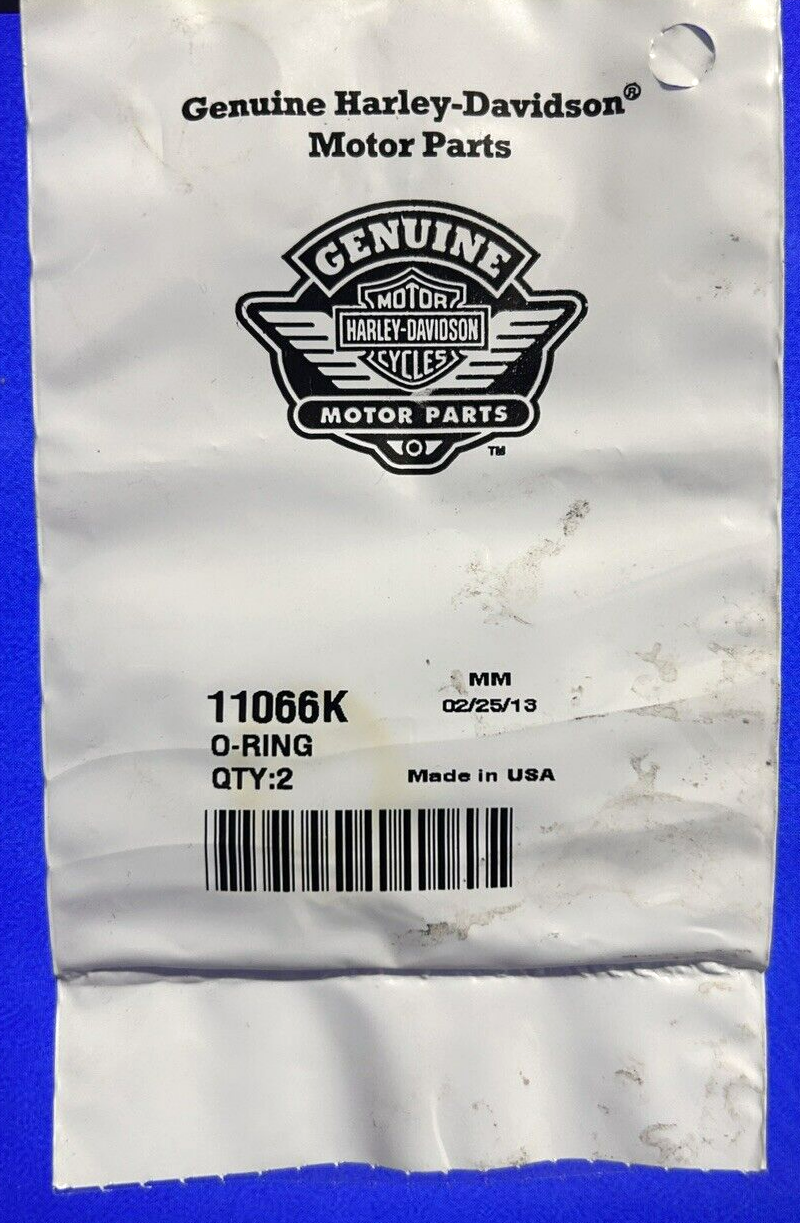 Genuine Harley-Davidson®
Motor Parts
GENUINE
MOTOR
HARLEY-DAVIDSON
CYCLES
MOTOR PARTS
TM
MM
11066K
02/25/13
O-RING
QTY:2
Made in USA